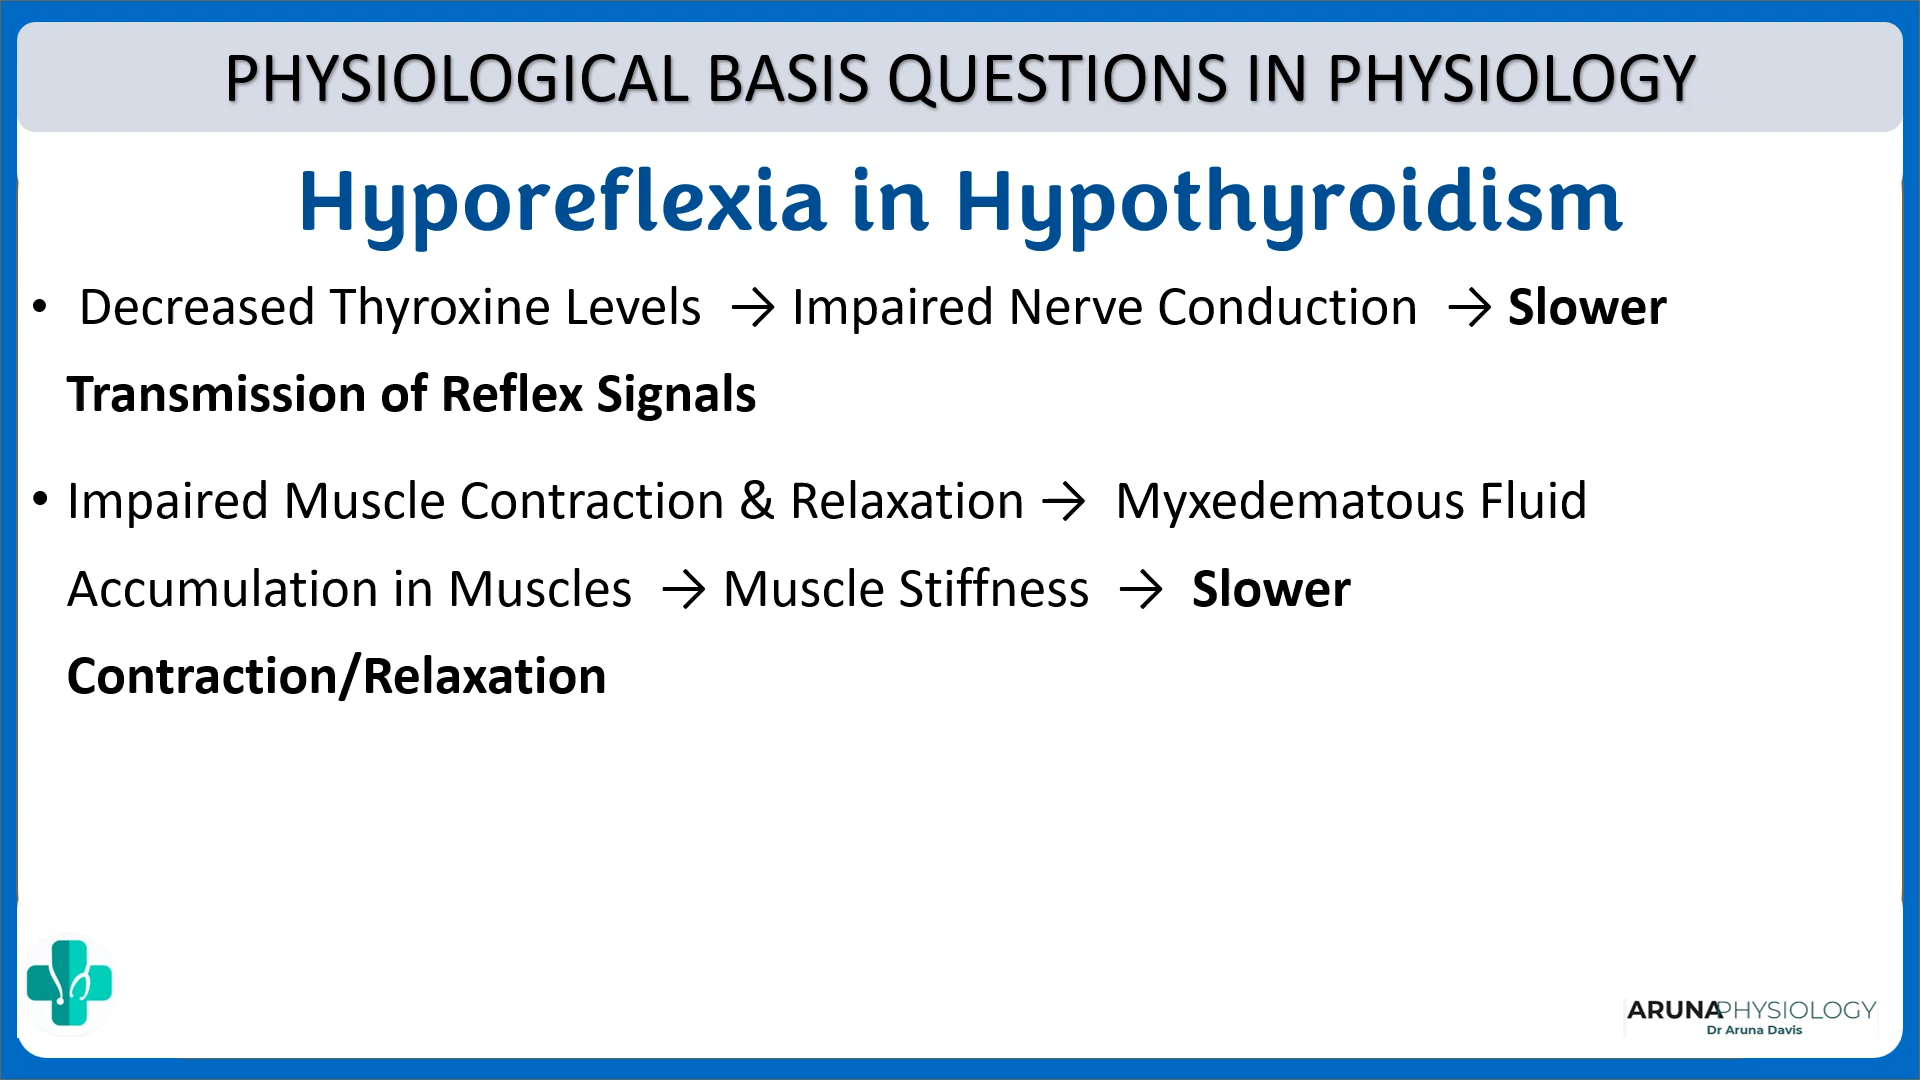 PHYSIOLOGICAL BASIS QUESTIONS IN PHYSIOLOGY
Hyporeflexia in Hypothyroidism
• Decreased Thyroxine Levels → Impaired Nerve Conduction → Slower
Transmission of Reflex Signals
• Impaired Muscle Contraction & Relaxation → Myxedematous Fluid
Accumulation in Muscles → Muscle Stiffness → Slower
Contraction/Relaxation
ARUNAPHYSIOLOGY
Dr Aruna Davis